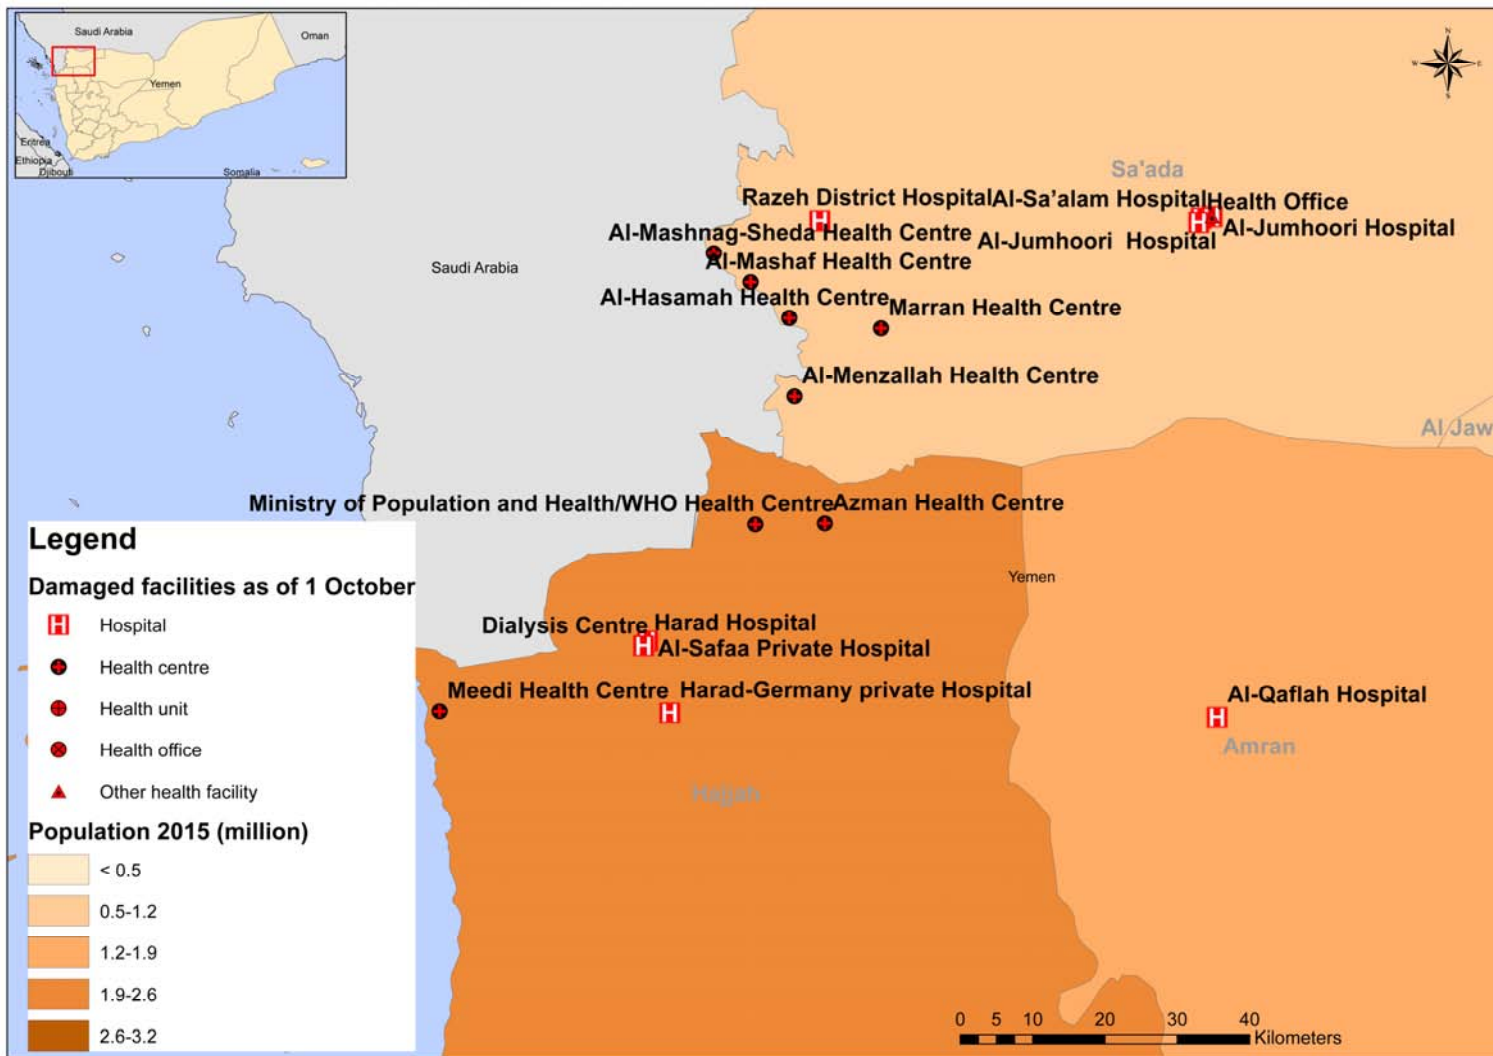 Saudi Arabia
Oman
Yemen
Eritrea
Ethiopia
Djibouti
Somalia
N
W
E
S
Sa'ada
Razeh District Hospital
Al-Sa'alam Hospital
Health Office
Al-Mashnag-Sheda Health Centre
Al-Jumhoori Hospital
Al-Jumhoori Hospital
Saudi Arabia
Al-Mashaf Health Centre
Al-Hasamah Health Centre
Marran Health Centre
Al-Menzallah Health Centre
Al Jaw
Ministry of Population and Health/WHO Health Centre
Azman Health Centre
Yemen
Dialysis Centre
Harad Hospital
Al-Safaa Private Hospital
Meedi Health Centre
Harad-Germany private Hospital
Al-Qaflah Hospital
Amran
Hajjah
Legend
Damaged facilities as of 1 October
H Hospital
Health centre
Health unit
Health office
Other health facility
Population 2015 (million)
< 0.5
0.5-1.2
1.2-1.9
1.9-2.6
2.6-3.2
0 5 10 20 30 40
Kilometers